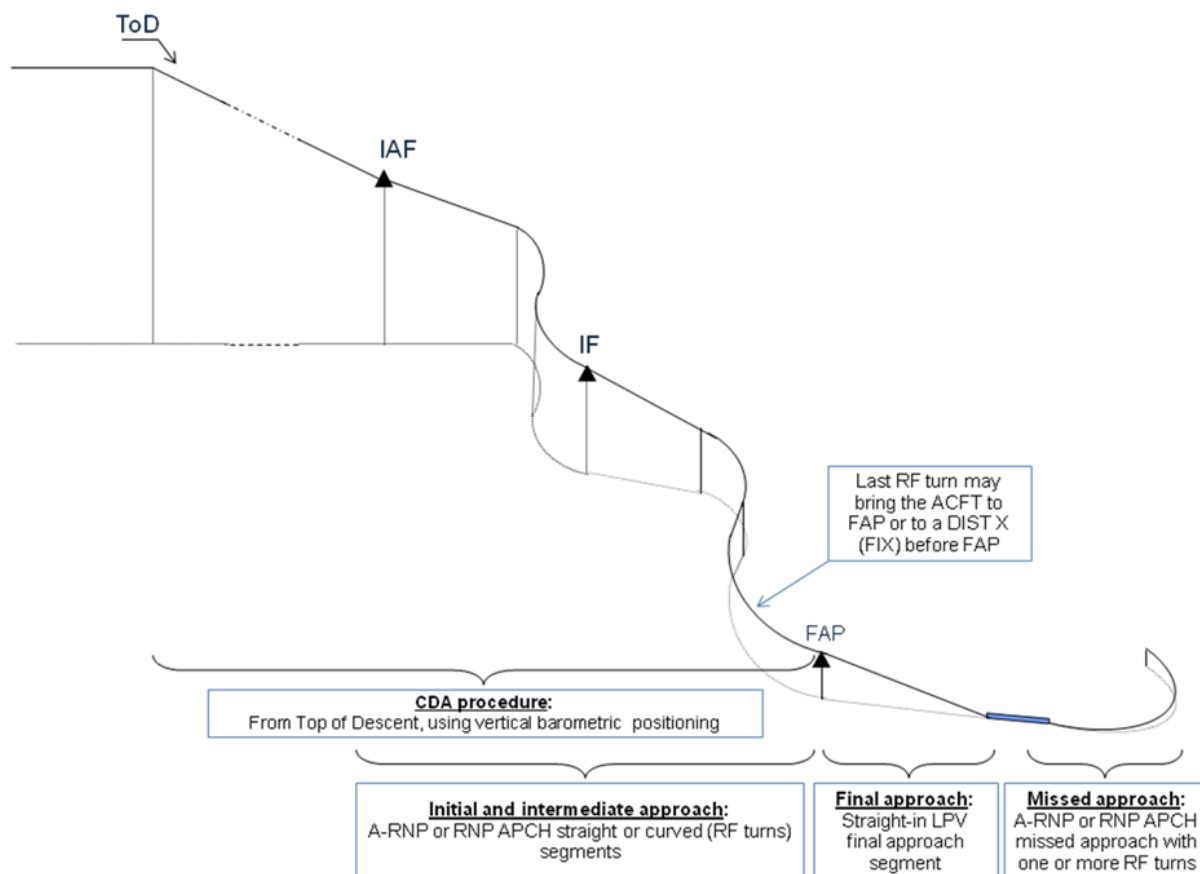 ToD
IAF
IF
Last RF turn may
bring the ACFT to
FAP or to a DIST X
(FIX) before FAP
FAP
CDA procedure:
From Top of Descent, using vertical barometric positioning
Initial and intermediate approach:
A-RNP or RNP APCH straight or curved (RF turns)
segments
Final approach:
Straight-in LPV
final approach
segment
Missed approach:
A-RNP or RNP APCH
missed approach with
one or more RF turns